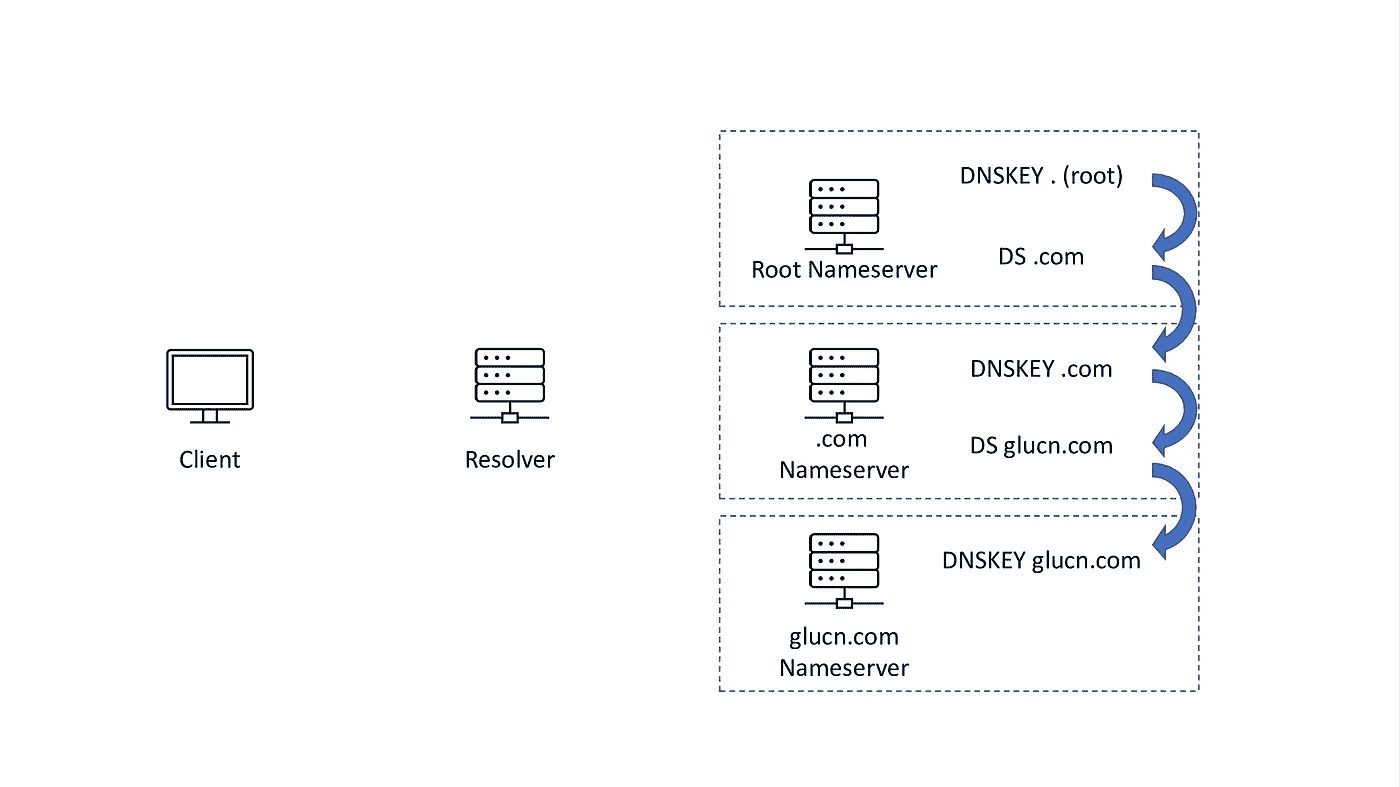 DNSKEY . (root)
DS .com
Root Nameserver
DNSKEY .com
DS glucn.com
.com
Nameserver
Client
Resolver
DNSKEY glucn.com
glucn.com
Nameserver